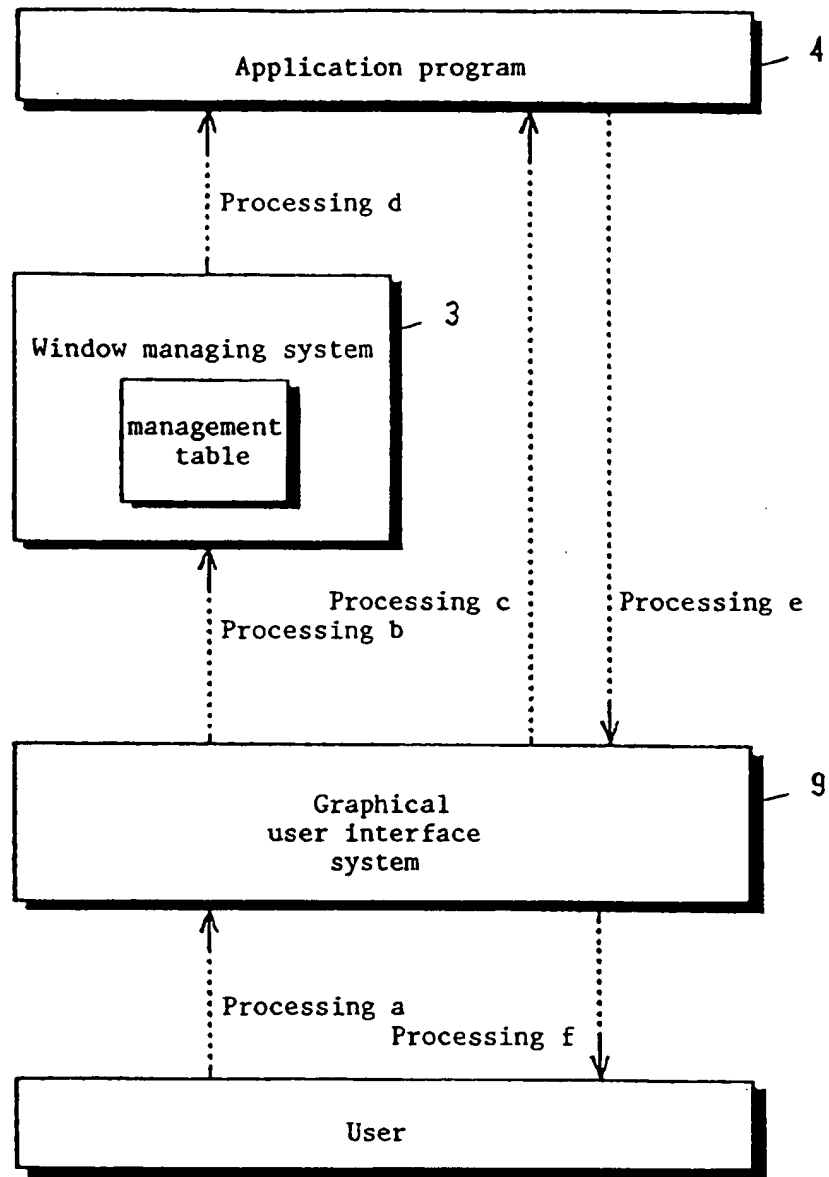 Application program
4
Processing d
3
Window managing system
management
table
Processing c
Processing e
Processing b
9
Graphical
user interface
system
Processing a
Processing f
User